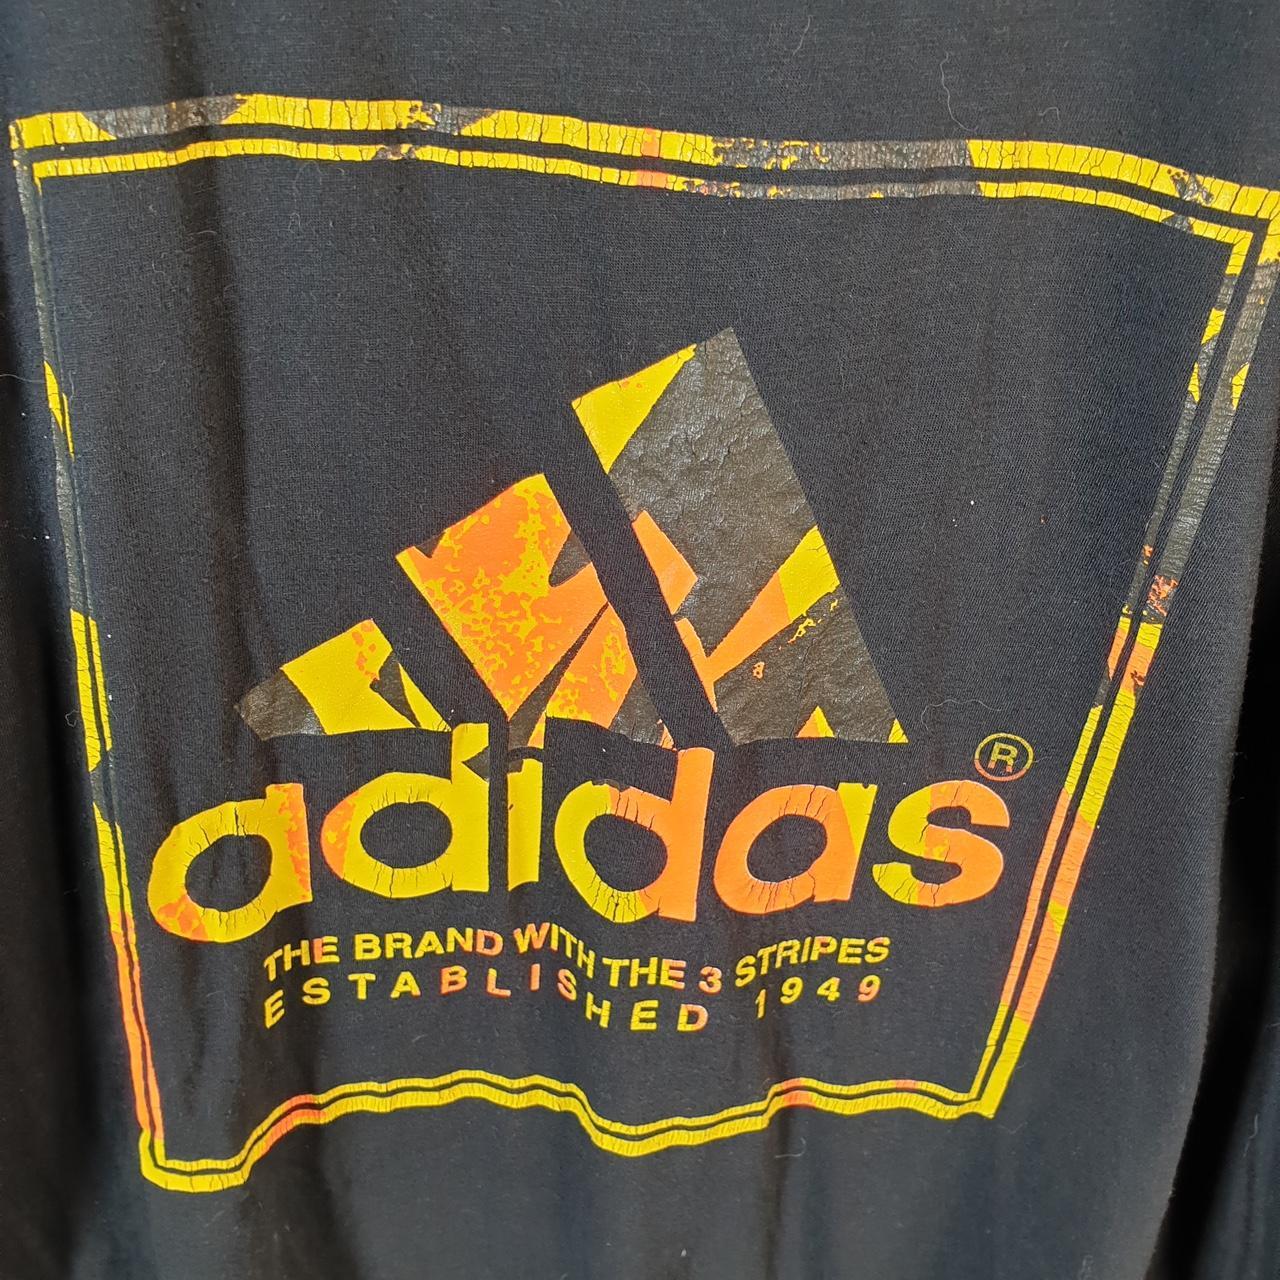 adidas®
THE BRAND WITH THE 3 STRIPES
ESTABLISHED 1949